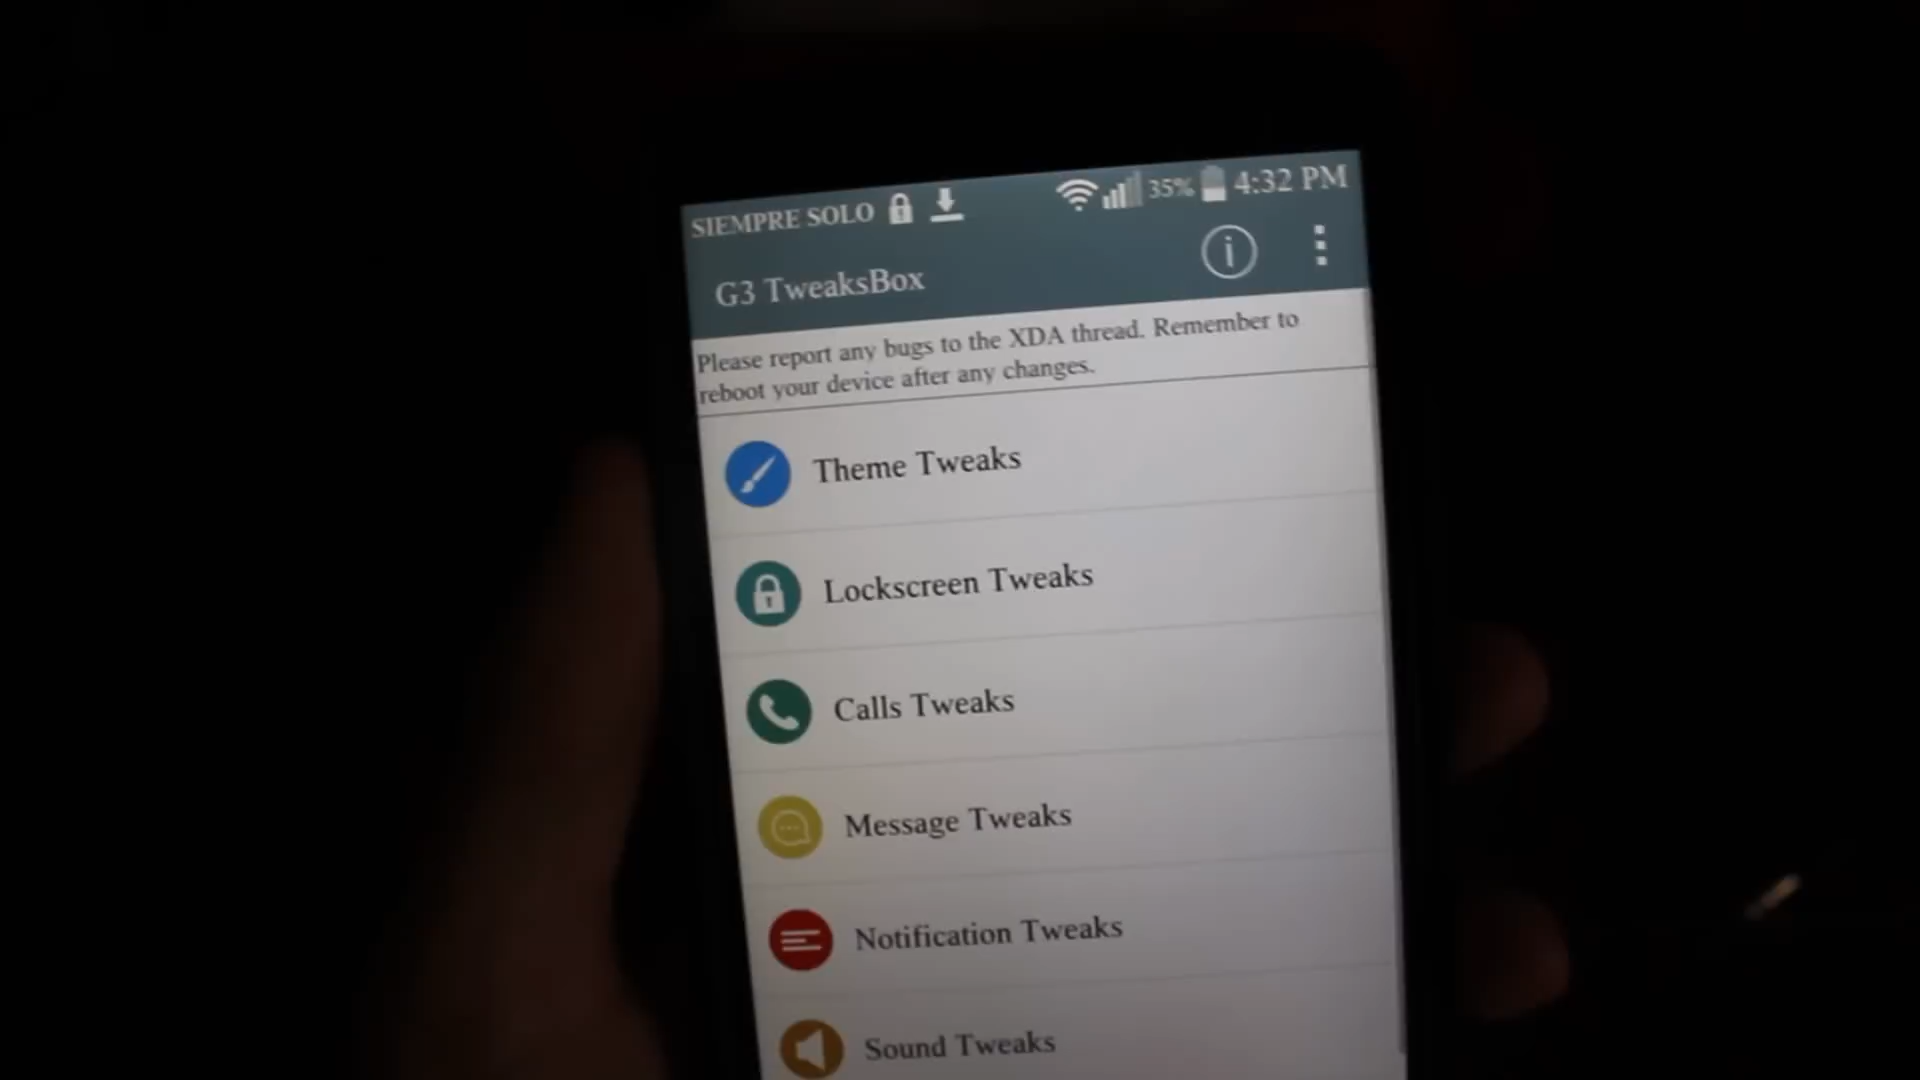 SIEMPRE SOLO 35% 4:32 PM
G3 TweaksBox
Please report any bugs to the XDA thread. Remember to
reboot your device after any changes.
Theme Tweaks
Lockscreen Tweaks
Calls Tweaks
Message Tweaks
Notification Tweaks
Sound Tweaks